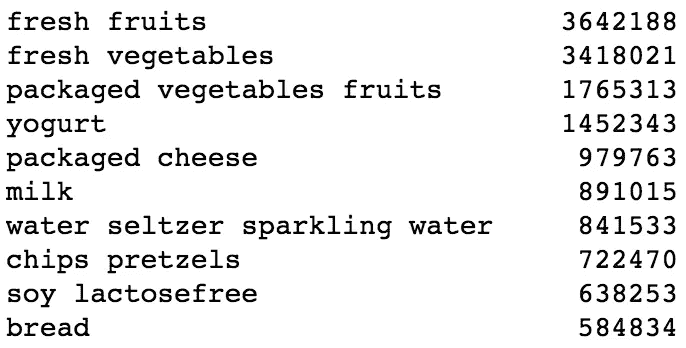 fresh fruits 3642188
fresh vegetables 3418021
packaged vegetables fruits 1765313
yogurt 1452343
packaged cheese 979763
milk 891015
water seltzer sparkling water 841533
chips pretzels 722470
soy lactosefree 638253
bread 584834